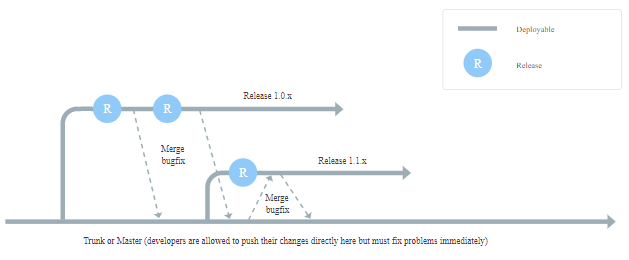 Deployable
R
Release
Release 1.0.x
R
R
Merge
bugfix
Release 1.1.x
R
Merge
bugfix
Trunk or Master (developers are allowed to push their changes directly here but must fix problems immediately)